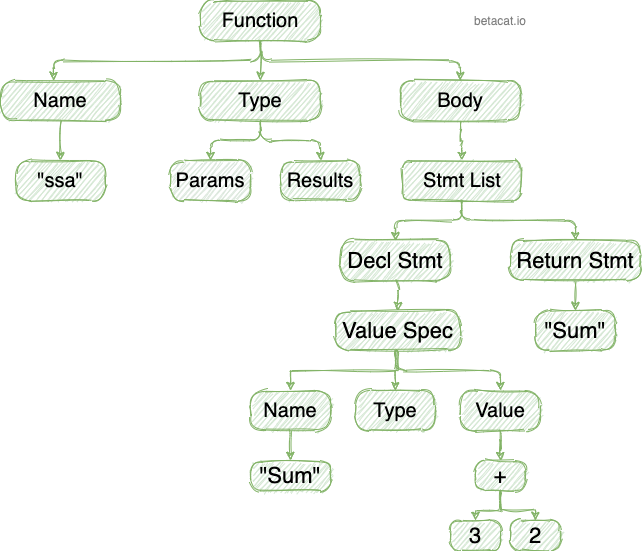 Function
betacat.io
Name
Type
Body
"ssa"
Params
Results
Stmt List
Decl Stmt
Return Stmt
Value Spec
"Sum"
Name
Type
Value
"Sum"
+
3
2